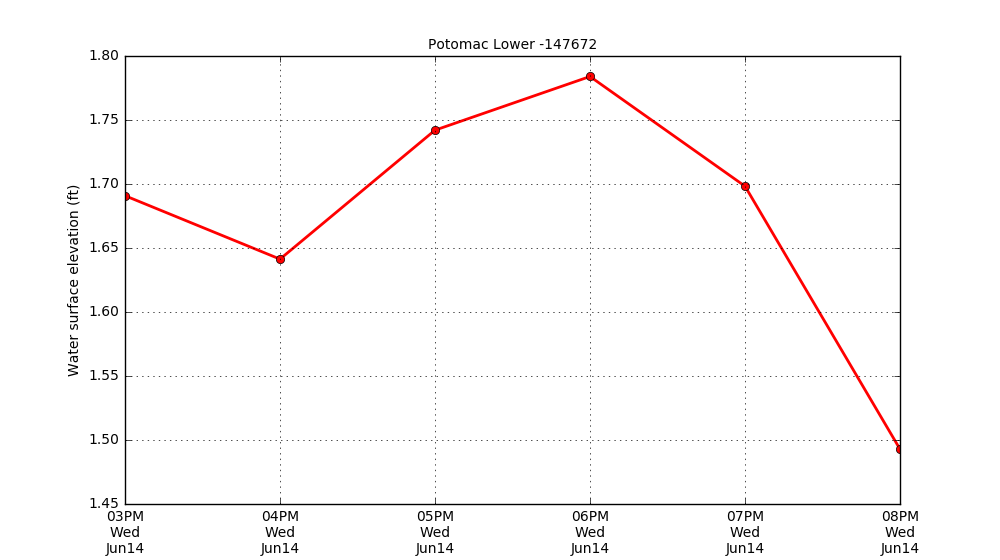 Potomac Lower -147672
Water surface elevation (ft)
1.80
1.75
1.70
1.65
1.60
1.55
1.50
1.45
03PM
Wed
Jun14
04PM
Wed
Jun14
05PM
Wed
Jun14
06PM
Wed
Jun14
07PM
Wed
Jun14
08PM
Wed
Jun14